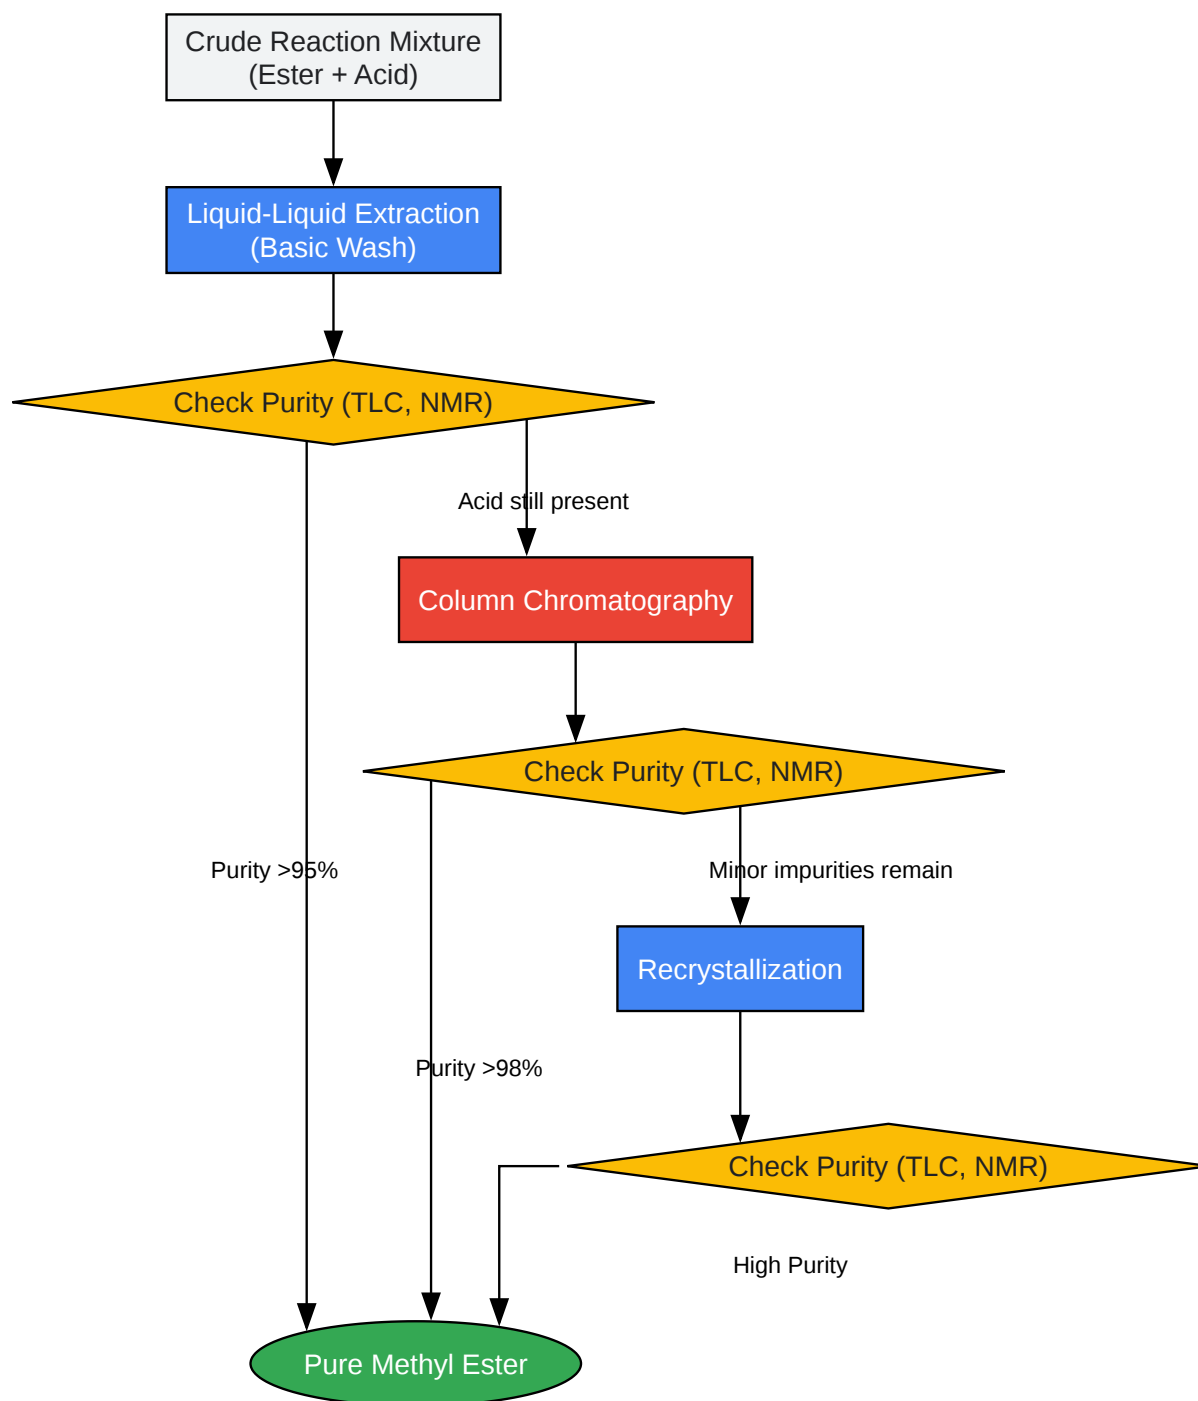 Crude Reaction Mixture
(Ester + Acid)
Liquid-Liquid Extraction
(Basic Wash)
Check Purity (TLC, NMR)
Acid still present
Column Chromatography
Check Purity (TLC, NMR)
Purity >95%
Minor impurities remain
Recrystallization
Purity >98%
Check Purity (TLC, NMR)
High Purity
Pure Methyl Ester